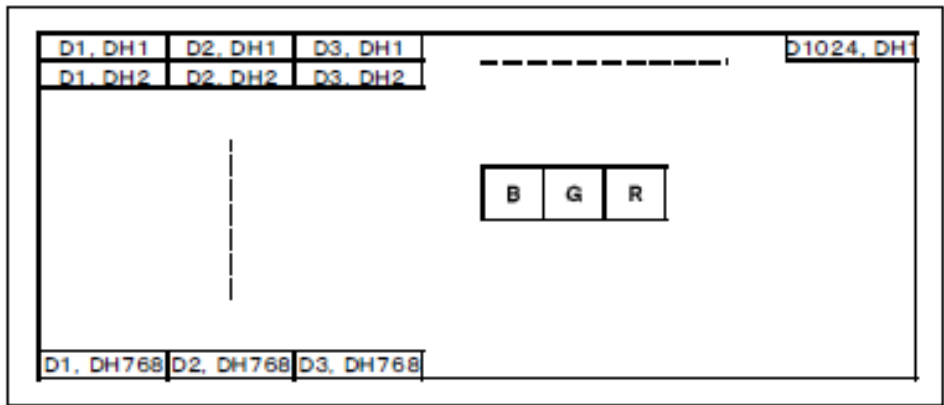 D1, DH1 D2, DH1 D3, DH1 D1024, DH1
D1, DH2 D2, DH2 D3, DH2
B G R
D1, DH768 D2, DH768 D3, DH768